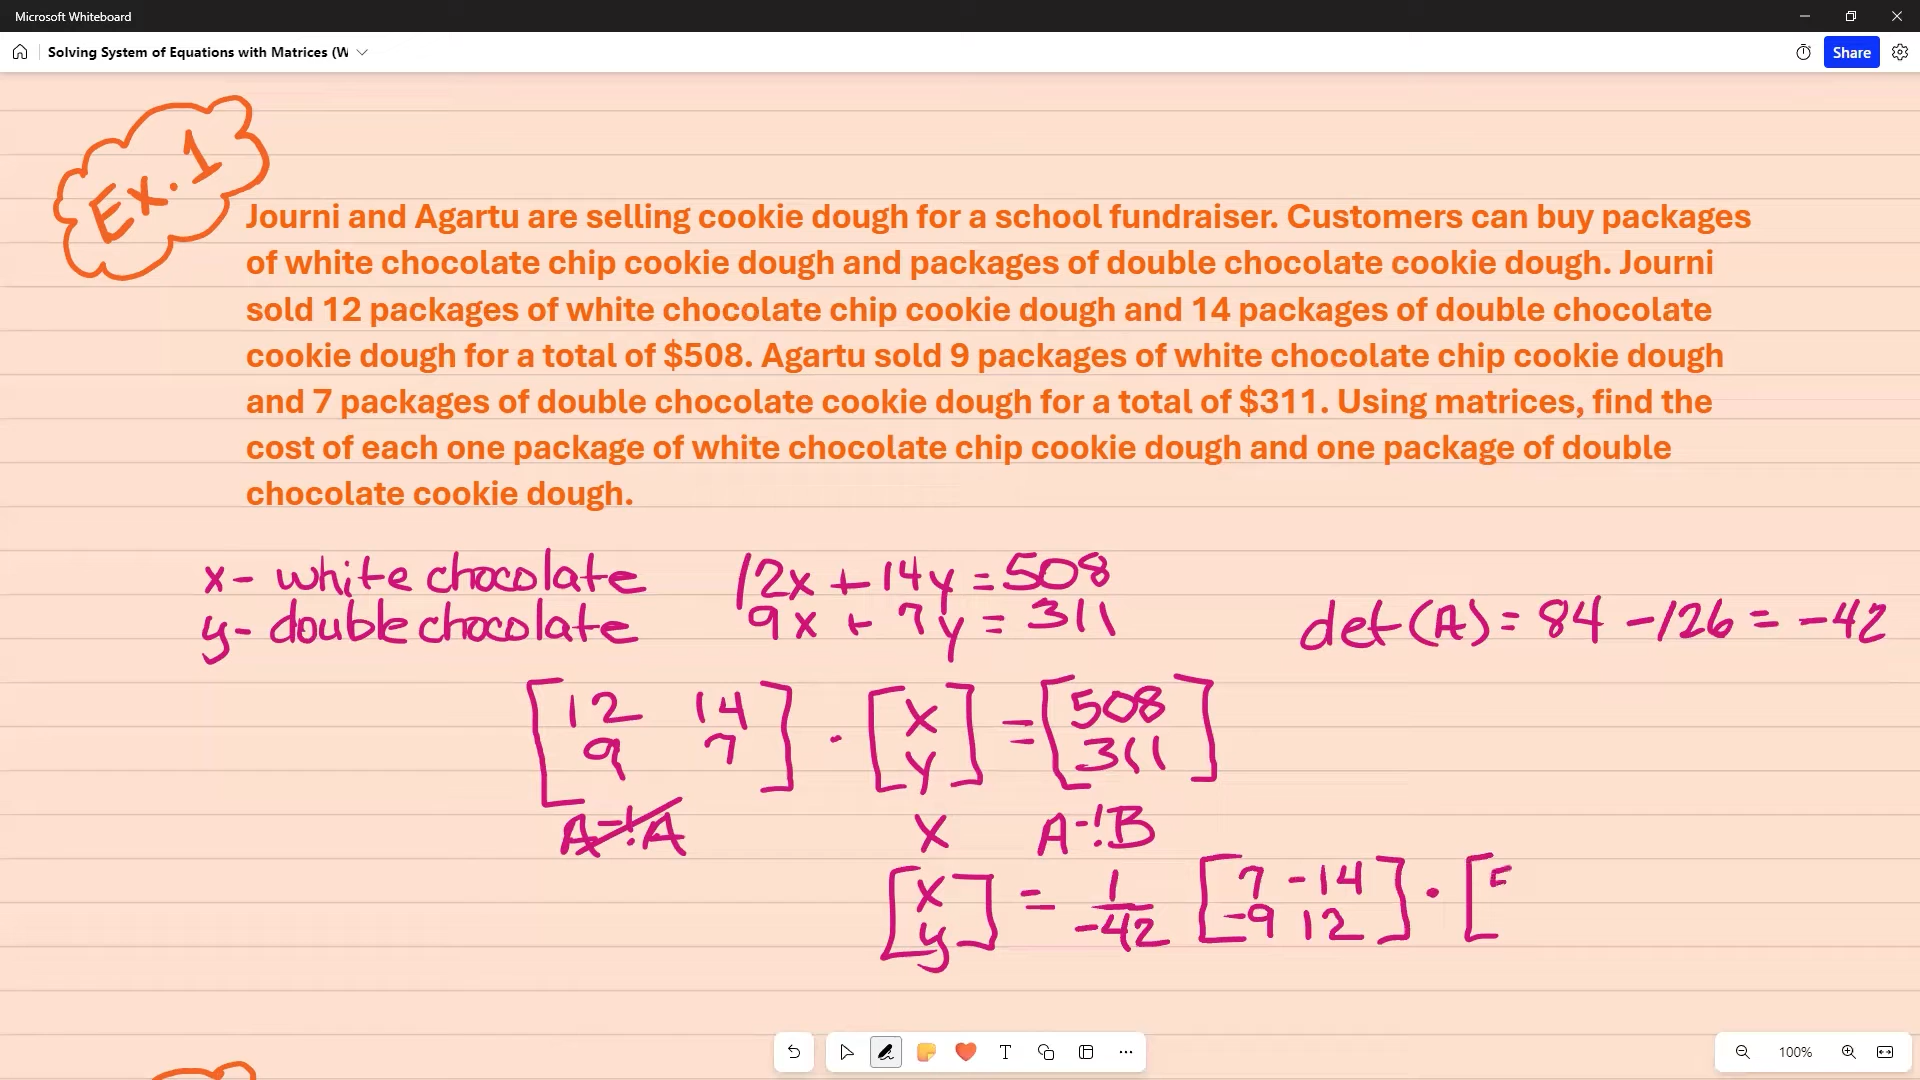 Microsoft Whiteboard
Solving System of Equations with Matrices (W
Share
Ex. 1
Journi and Agartu are selling cookie dough for a school fundraiser. Customers can buy packages
of white chocolate chip cookie dough and packages of double chocolate cookie dough. Journi
sold 12 packages of white chocolate chip cookie dough and 14 packages of double chocolate
cookie dough for a total of $508. Agartu sold 9 packages of white chocolate chip cookie dough
and 7 packages of double chocolate cookie dough for a total of $311. Using matrices, find the
cost of each one package of white chocolate chip cookie dough and one package of double
chocolate cookie dough.
x - white chocolate 12x + 14y = 508
y - double chocolate 9x + 7y = 311
det(A) = 84 - 126 = -42
[12 14] · [x] = [508]
[9 7] [y] [311]
A⁻¹·A X A⁻¹·B
[x] = 1 [7 -14] · [
[y] -42 [-9 12]
100%